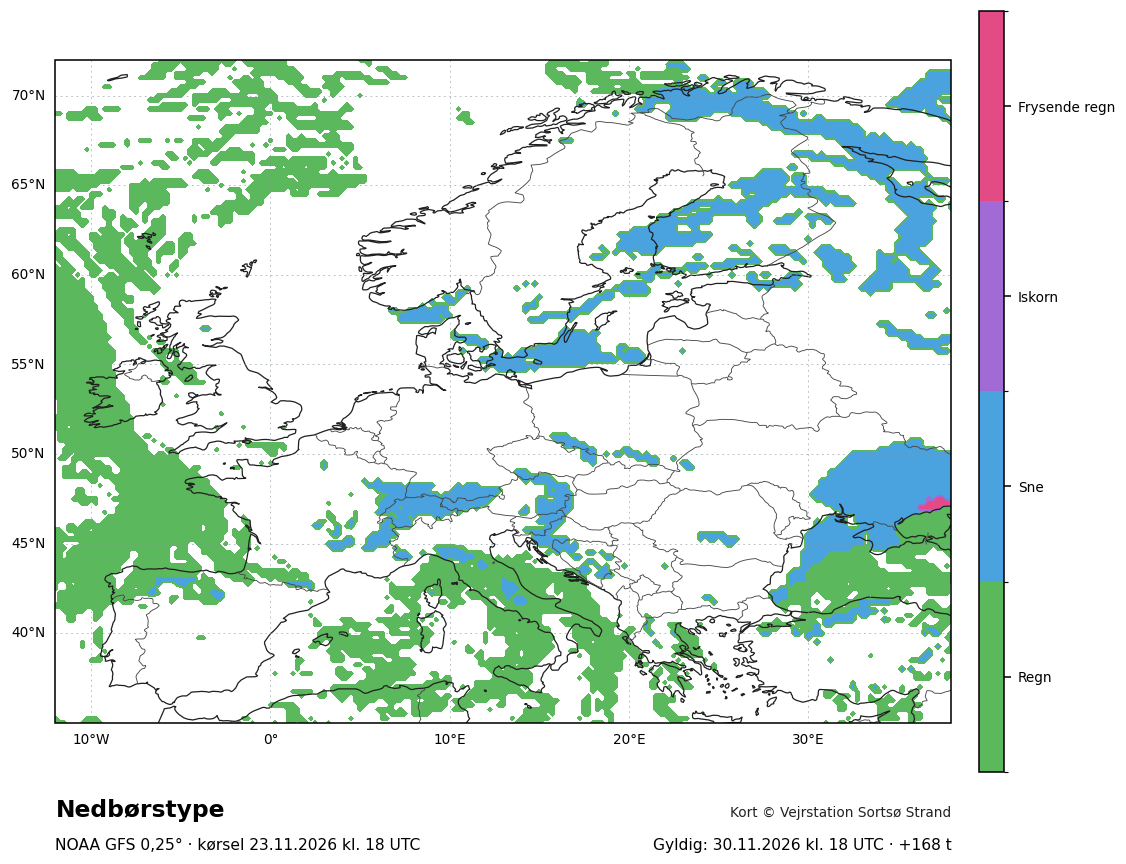 70°N
65°N
60°N
55°N
50°N
45°N
40°N
10°W
0°
10°E
20°E
30°E
Frysende regn
Iskorn
Sne
Regn
Nedbørstype
Kort © Vejrstation Sortsø Strand
NOAA GFS 0,25° · kørsel 23.11.2026 kl. 18 UTC
Gyldig: 30.11.2026 kl. 18 UTC · +168 t